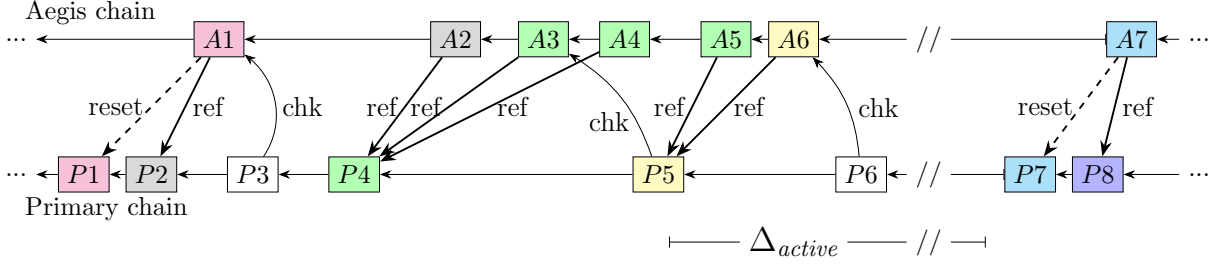 Aegis chain
... A1 A2 A3 A4 A5 A6 // A7 ...
reset ref chk ref ref ref chk ref ref chk reset ref
... P1 P2 P3 P4 P5 P6 // P7 P8 ...
Primary chain
Δactive //